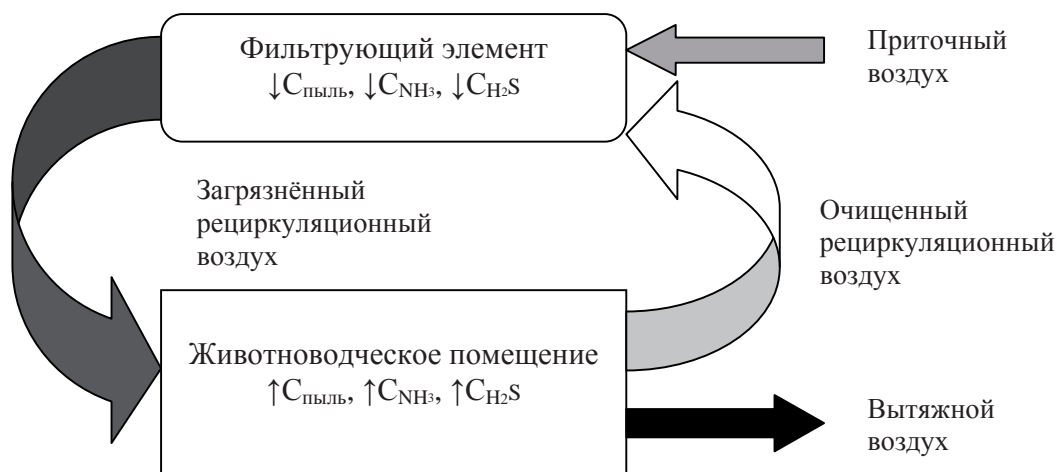 Фильтрующий элемент
↓Cпыль, ↓CNH₃, ↓CH₂S
Приточный
воздух
Загрязнённый
рециркуляционный
воздух
Очищенный
рециркуляционный
воздух
Животноводческое помещение
↑Cпыль, ↑CNH₃, ↑CH₂S
Вытяжной
воздух